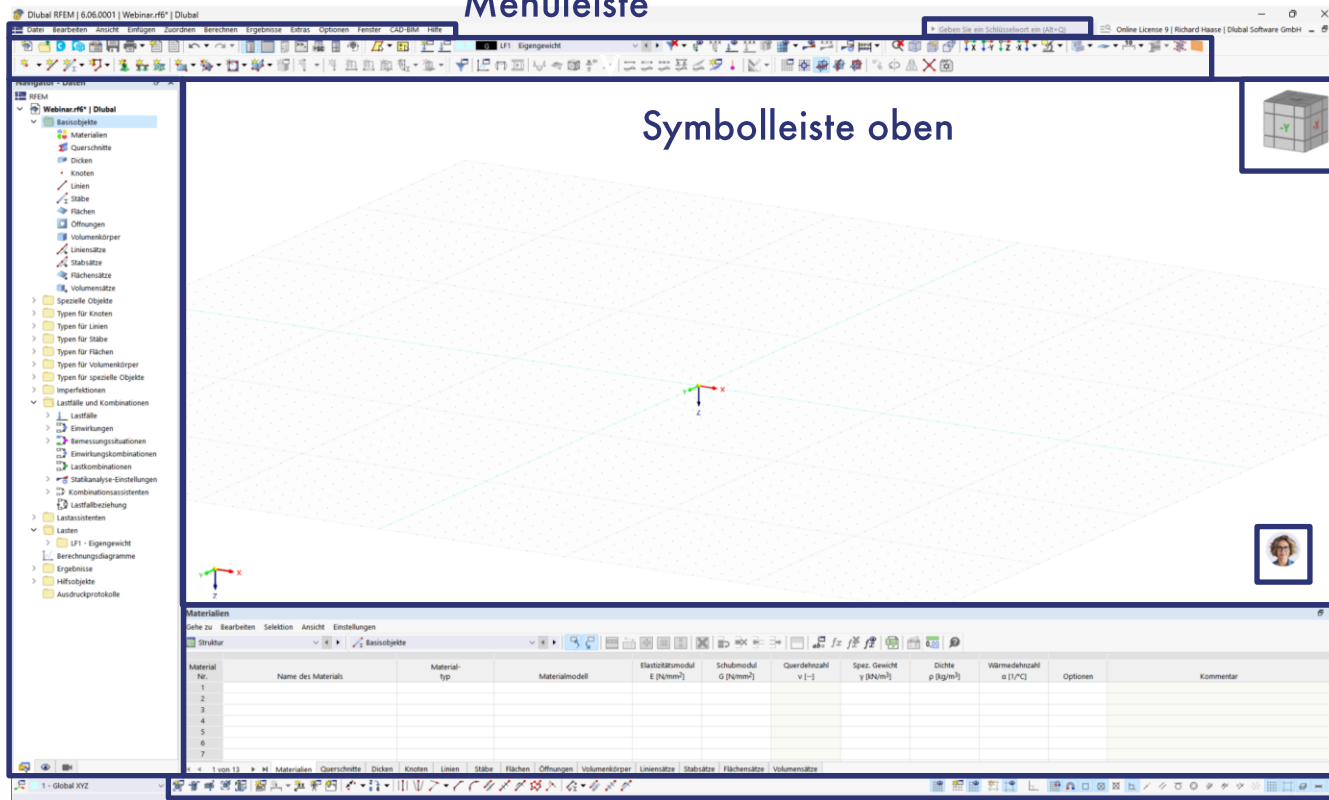 Menüleiste
Dlubal RFEM | 6.06.0001 | Webinar.rf6* | Dlubal
Datei Bearbeiten Ansicht Einfügen Zuordnen Berechnen Ergebnisse Extras Optionen Fenster CAD-BIM Hilfe
Geben Sie ein Schlüsselwort ein (Alt+Q)
Online License 9 | Richard Haase | Dlubal Software GmbH
G LF1 Eigengewicht
Navigator - Daten
RFEM
Webinar.rf6* | Dlubal
Basisobjekte
Materialien
Querschnitte
Dicken
Knoten
Linien
Stäbe
Flächen
Öffnungen
Volumenkörper
Liniensätze
Stabsätze
Flächensätze
Volumensätze
Spezielle Objekte
Typen für Knoten
Typen für Linien
Typen für Stäbe
Typen für Flächen
Typen für Volumenkörper
Typen für spezielle Objekte
Imperfektionen
Lastfälle und Kombinationen
Lastfälle
Einwirkungen
Bemessungssituationen
Einwirkungskombinationen
Lastkombinationen
Statikanalyse-Einstellungen
Kombinationsassistenten
Lastfallbeziehung
Lastassistenten
Lasten
LF1 - Eigengewicht
Berechnungsdiagramme
Ergebnisse
Hilfsobjekte
Ausdruckprotokolle
Symbolleiste oben
-Y -X
Y X
Z
Y X
Z
Materialien
Gehe zu Bearbeiten Selektion Ansicht Einstellungen
Struktur Basisobjekte
Material Nr.
Name des Materials
Material-typ
Materialmodell
Elastizitätsmodul E [N/mm²]
Schubmodul G [N/mm²]
Querdehnzahl ν [--]
Spez. Gewicht γ [kN/m³]
Dichte ρ [kg/m³]
Wärmedehnzahl α [1/°C]
Optionen
Kommentar
1
2
3
4
5
6
7
1 von 13 Materialien Querschnitte Dicken Knoten Linien Stäbe Flächen Öffnungen Volumenkörper Liniensätze Stabsätze Flächensätze Volumensätze
1 - Global XYZ